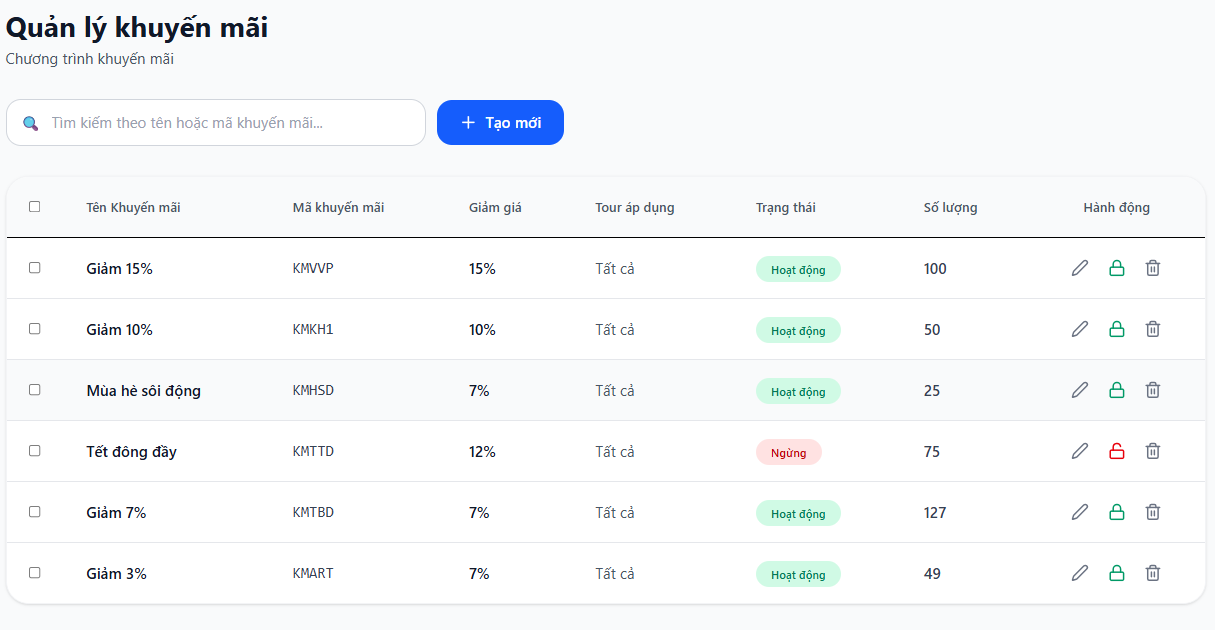 Quản lý khuyến mãi
Chương trình khuyến mãi
Tìm kiếm theo tên hoặc mã khuyến mãi...
Tạo mới
Tên Khuyến mãi Mã khuyến mãi Giảm giá Tour áp dụng Trạng thái Số lượng Hành động
Giảm 15% KMVVP 15% Tất cả Hoạt động 100
Giảm 10% KMKH1 10% Tất cả Hoạt động 50
Mùa hè sôi động KMHSD 7% Tất cả Hoạt động 25
Tết đông đầy KMTTD 12% Tất cả Ngừng 75
Giảm 7% KMTBD 7% Tất cả Hoạt động 127
Giảm 3% KMART 7% Tất cả Hoạt động 49